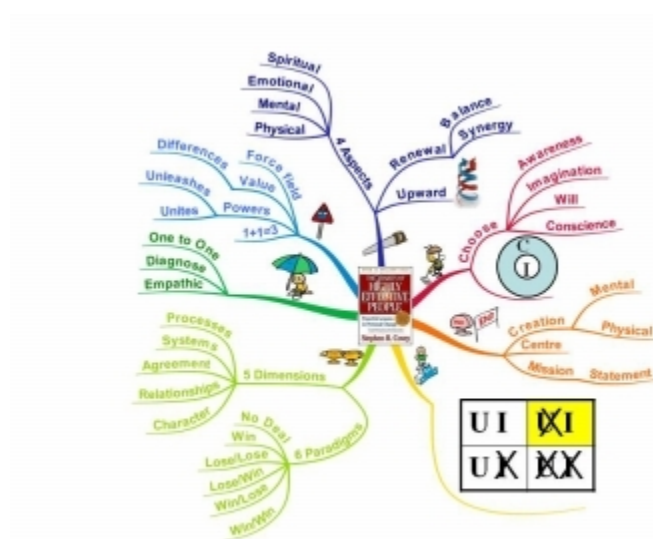 Spiritual
Emotional
Mental
Physical
4 Aspects
Balance
Synergy
Renewal
Upward
Awareness
Imagination
Will
Conscience
Choose
C
I
Mental
Physical
Creation
Centre
Mission
Statement
Differences
Force field
Value
Unleashes
Unites
Powers
1+1=3
One to One
Diagnose
Empathic
HIGHLY
EFFECTIVE
PEOPLE
Stephen R. Covey
Processes
Systems
Agreement
Relationships
Character
5 Dimensions
No Deal
Win
Lose/Lose
Lose/Win
Win/Lose
Win/Win
6 Paradigms
U I
U I
U I
U I